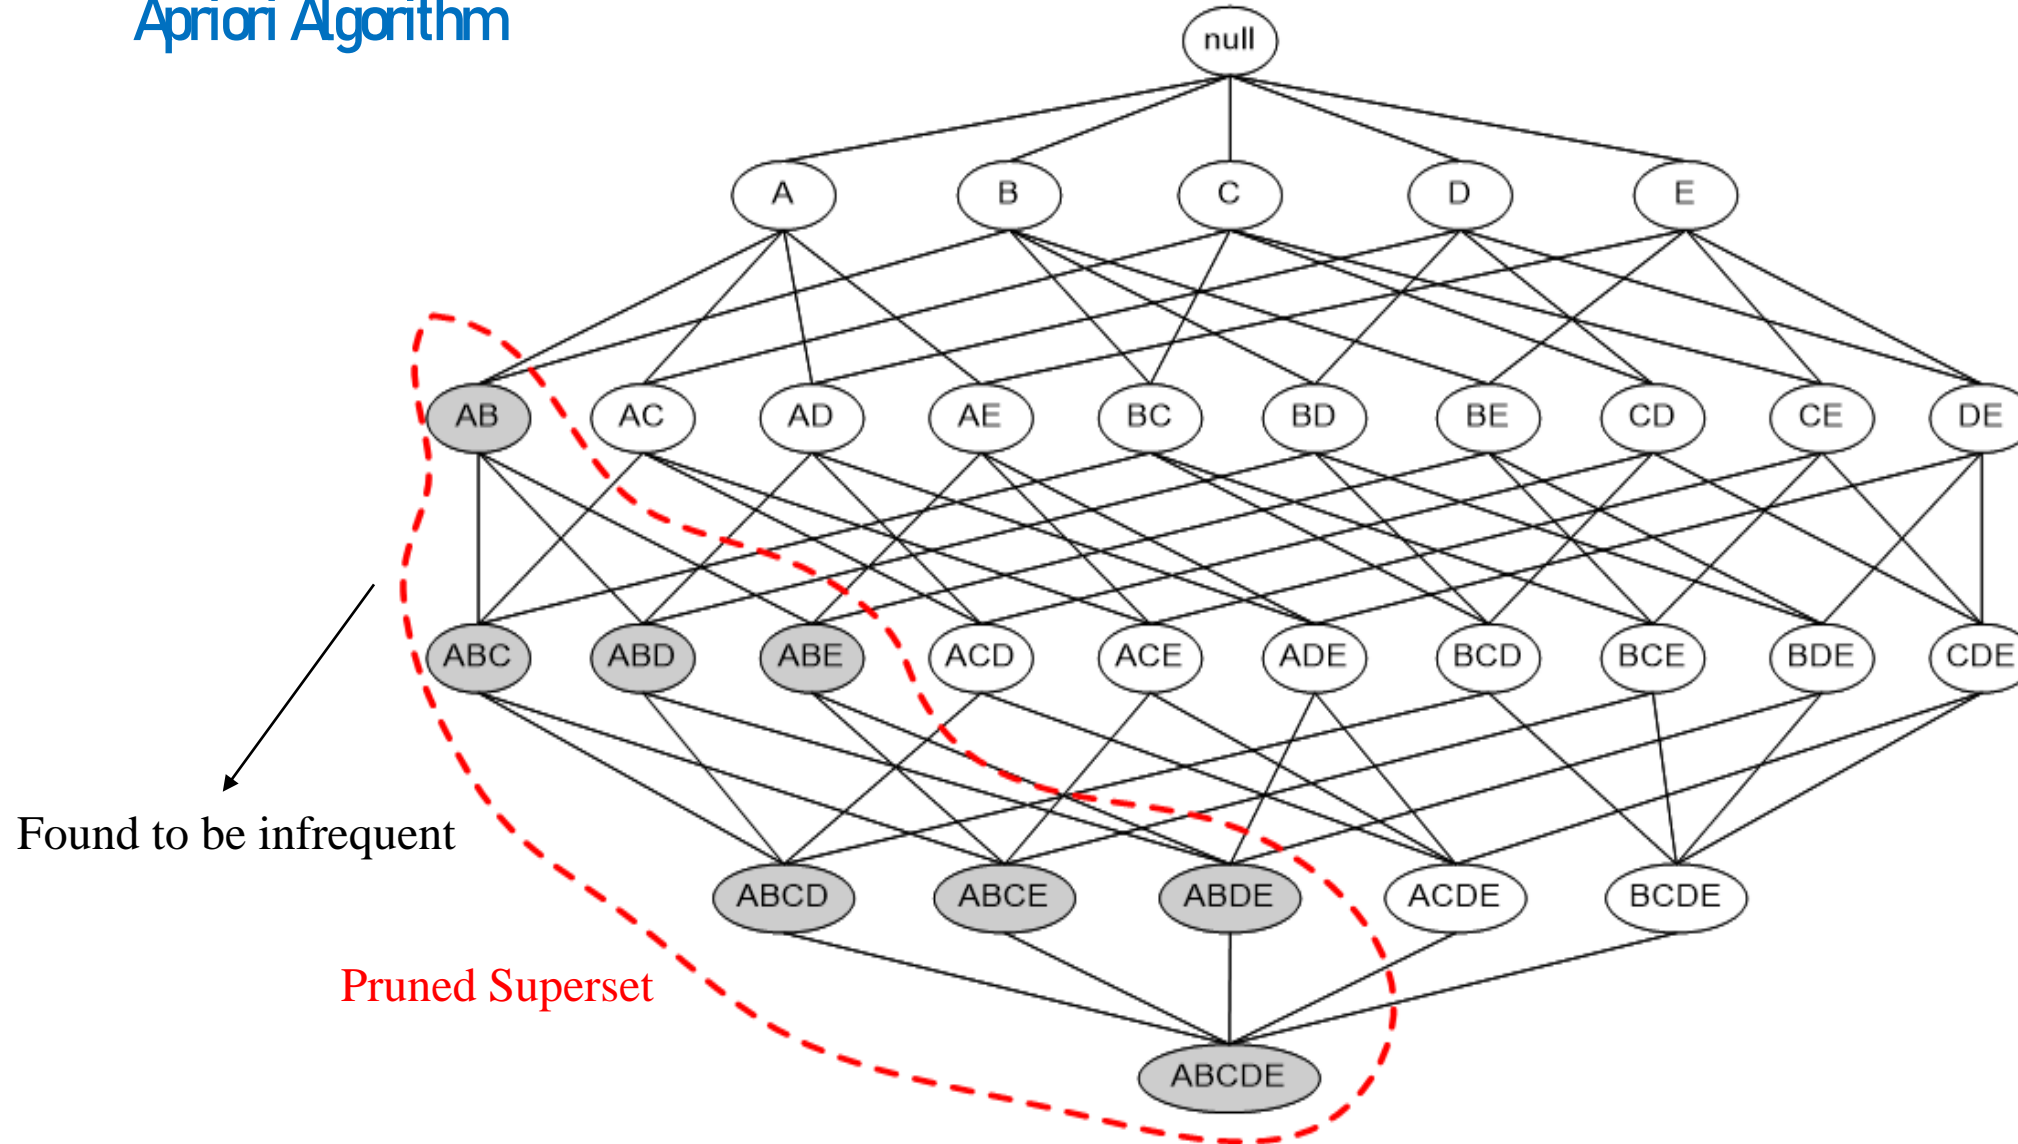 Apriori Algorithm
null
A B C D E
AB AC AD AE BC BD BE CD CE DE
ABC ABD ABE ACD ACE ADE BCD BCE BDE CDE
Found to be infrequent
ABCD ABCE ABDE ACDE BCDE
Pruned Superset
ABCDE